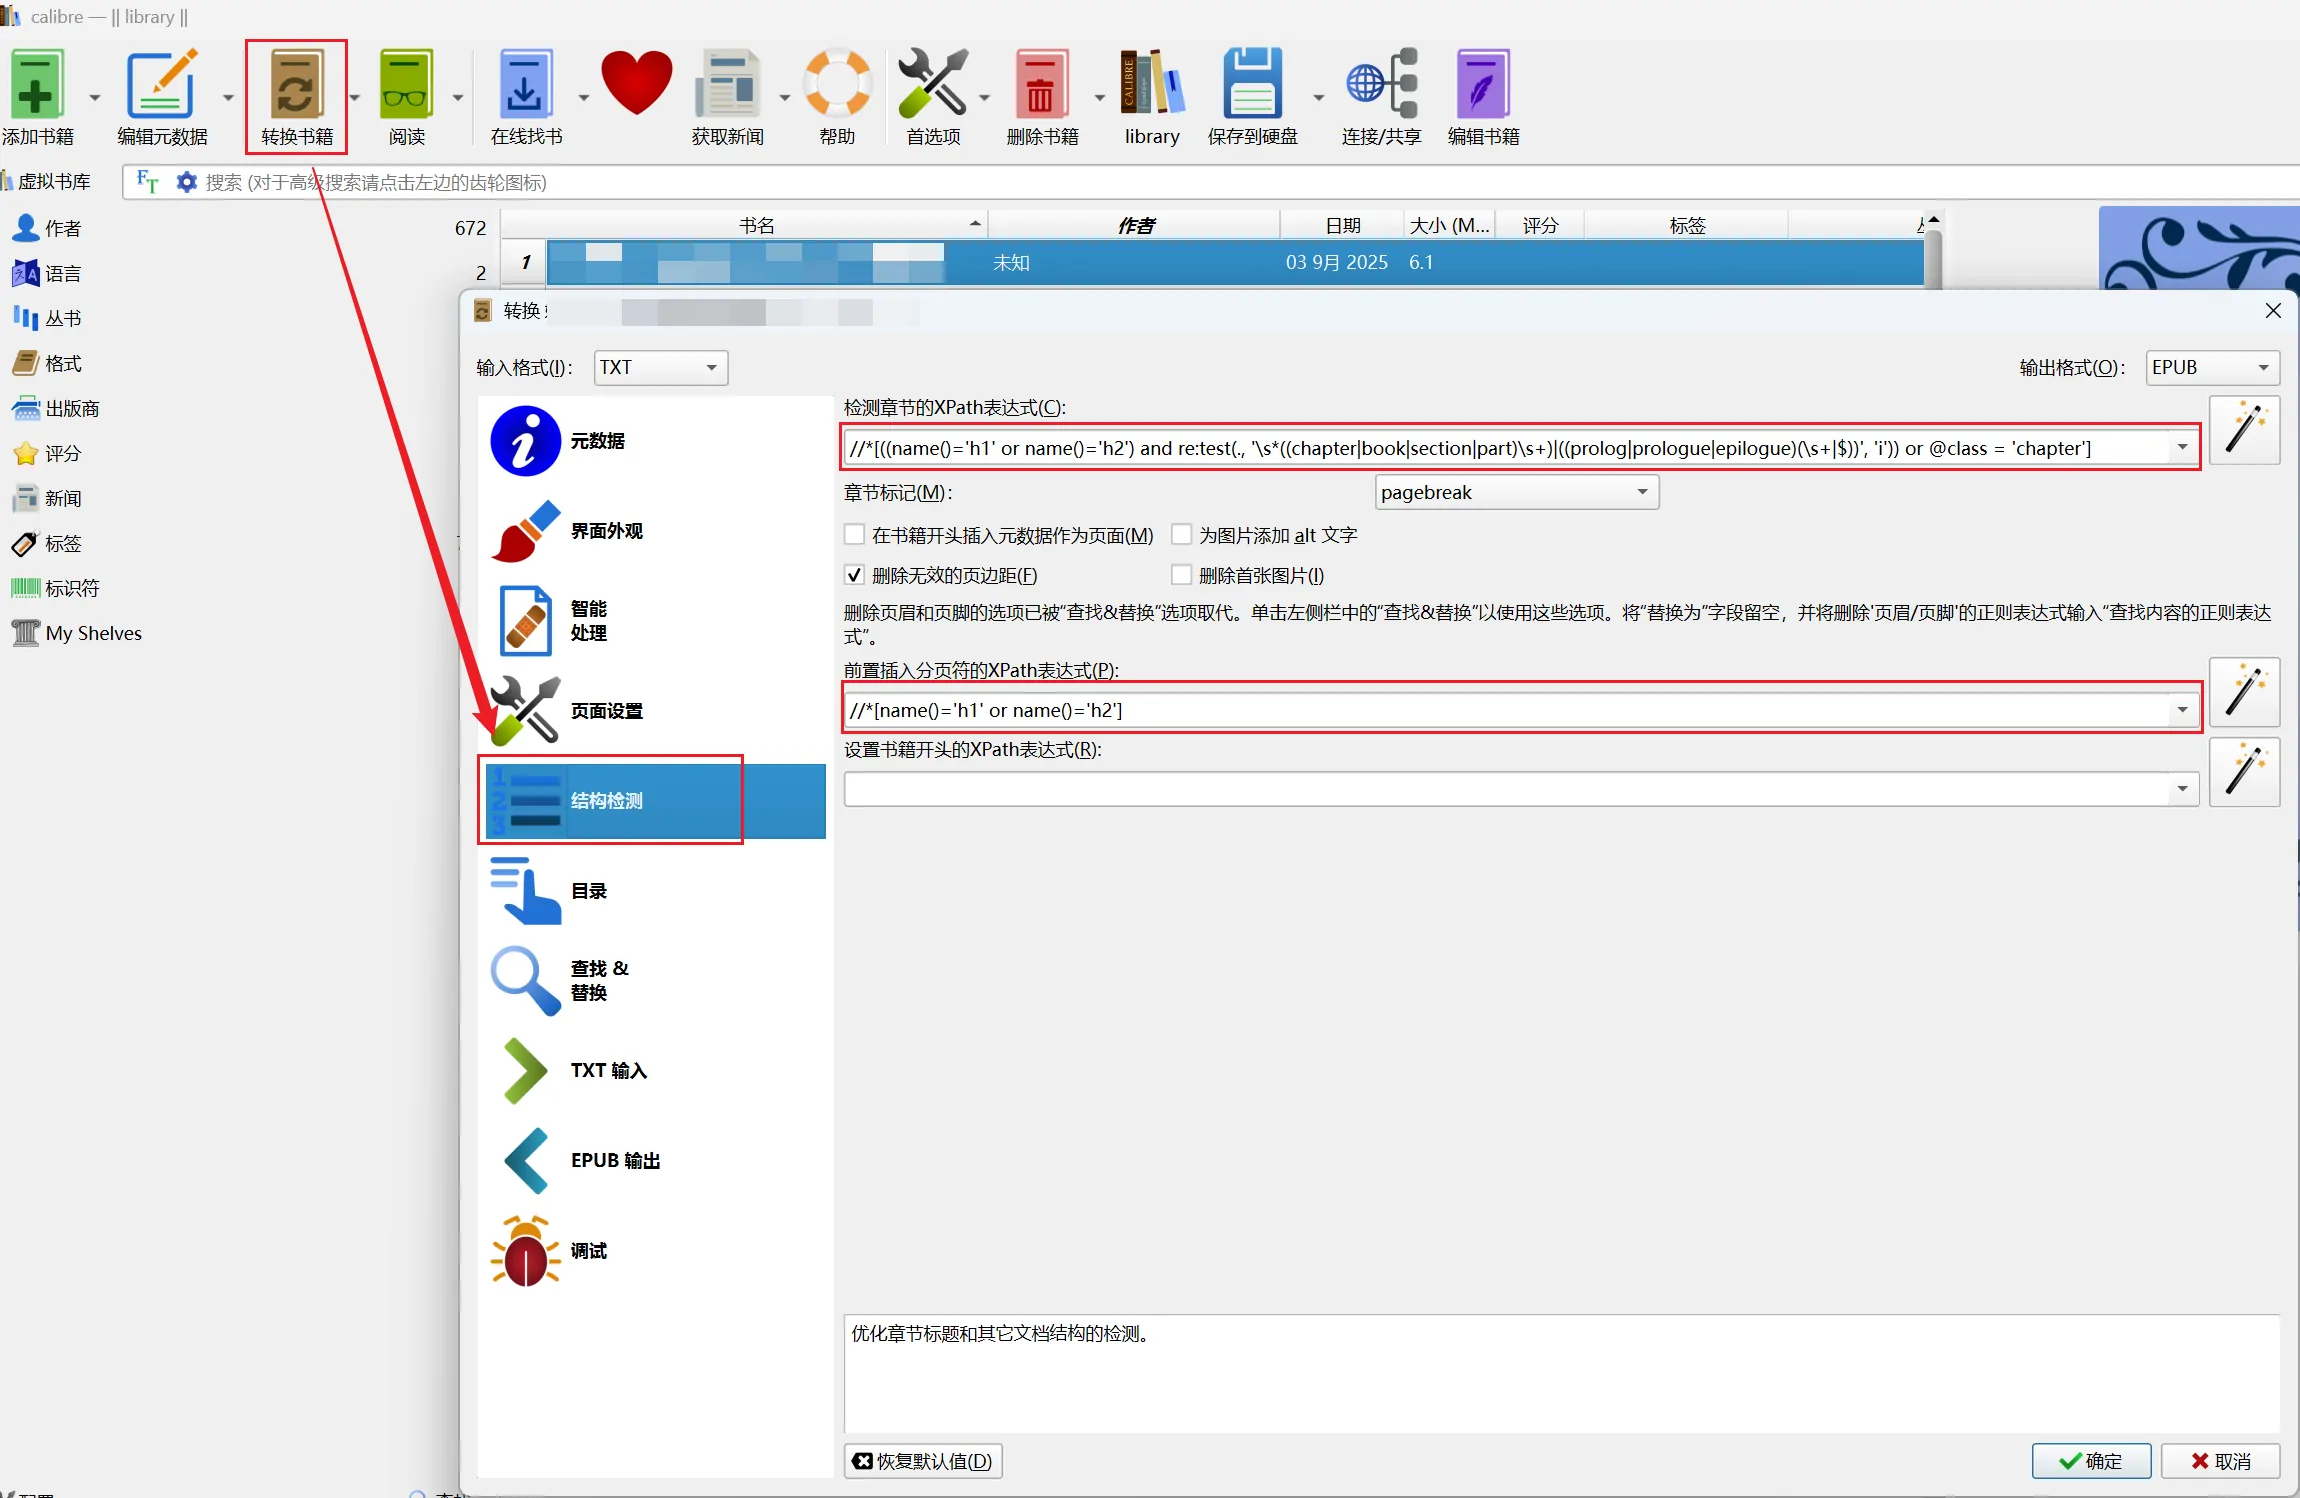 calibre — || library ||
添加书籍 编辑元数据 转换书籍 阅读 在线找书 获取新闻 帮助 首选项 删除书籍 library 保存到硬盘 连接/共享 编辑书籍
虚拟书库 搜索 (对于高级搜索请点击左边的齿轮图标)
作者 672
语言 2
丛书
格式
出版商
评分
新闻
标签
标识符
My Shelves
书名 作者 日期 大小 (M... 评分 标签
1 未知 03 9月 2025 6.1
转换
输入格式(I)： TXT 输出格式(O)： EPUB
元数据
界面外观
智能
处理
页面设置
结构检测
目录
查找 &
替换
TXT 输入
EPUB 输出
调试
检测章节的XPath表达式(C):
//*[((name()='h1' or name()='h2') and re:test(., '\s*((chapter|book|section|part)\s+)|((prolog|prologue|epilogue)(\s+|$))', 'i')) or @class = 'chapter']
章节标记(M)： pagebreak
在书籍开头插入元数据作为页面(M) 为图片添加 alt 文字
删除无效的页边距(F) 删除首张图片(I)
删除页眉和页脚的选项已被“查找&替换”选项取代。单击左侧栏中的“查找&替换”以使用这些选项。将“替换为”字段留空，并将删除'页眉/页脚'的正则表达式输入“查找内容的正则表达
式”。
前置插入分页符的XPath表达式(P):
//*[name()='h1' or name()='h2']
设置书籍开头的XPath表达式(R):
优化章节标题和其它文档结构的检测。
恢复默认值(D) 确定 取消